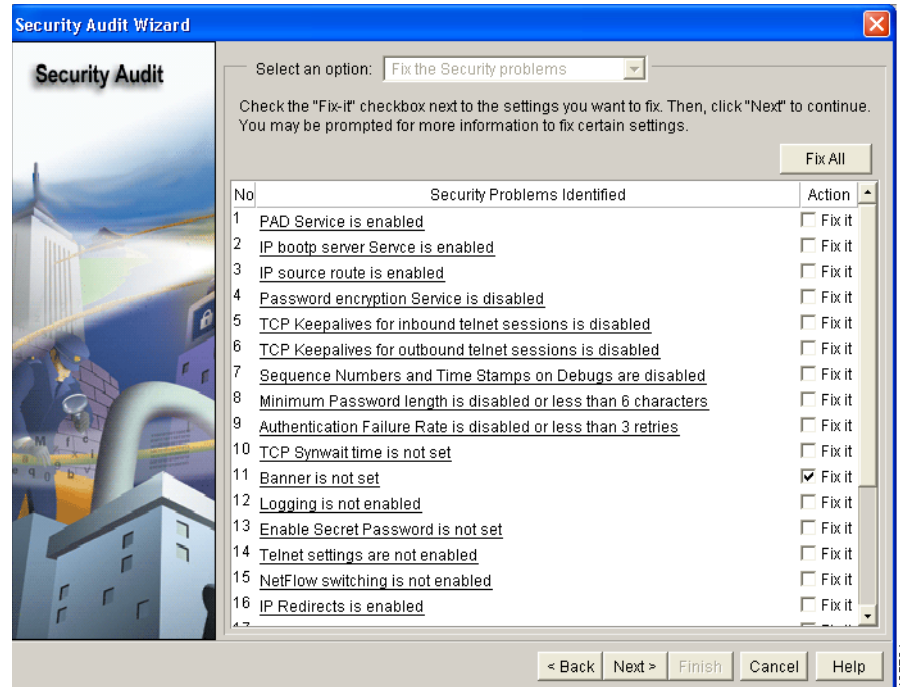 Security Audit Wizard
Security Audit
Select an option: Fix the Security problems
Check the "Fix-it" checkbox next to the settings you want to fix. Then, click "Next" to continue.
You may be prompted for more information to fix certain settings.
Fix All
No Security Problems Identified Action
1 PAD Service is enabled Fix it
2 IP bootp server Servce is enabled Fix it
3 IP source route is enabled Fix it
4 Password encryption Service is disabled Fix it
5 TCP Keepalives for inbound telnet sessions is disabled Fix it
6 TCP Keepalives for outbound telnet sessions is disabled Fix it
7 Sequence Numbers and Time Stamps on Debugs are disabled Fix it
8 Minimum Password length is disabled or less than 6 characters Fix it
9 Authentication Failure Rate is disabled or less than 3 retries Fix it
10 TCP Synwait time is not set Fix it
11 Banner is not set Fix it
12 Logging is not enabled Fix it
13 Enable Secret Password is not set Fix it
14 Telnet settings are not enabled Fix it
15 NetFlow switching is not enabled Fix it
16 IP Redirects is enabled Fix it
< Back Next > Finish Cancel Help